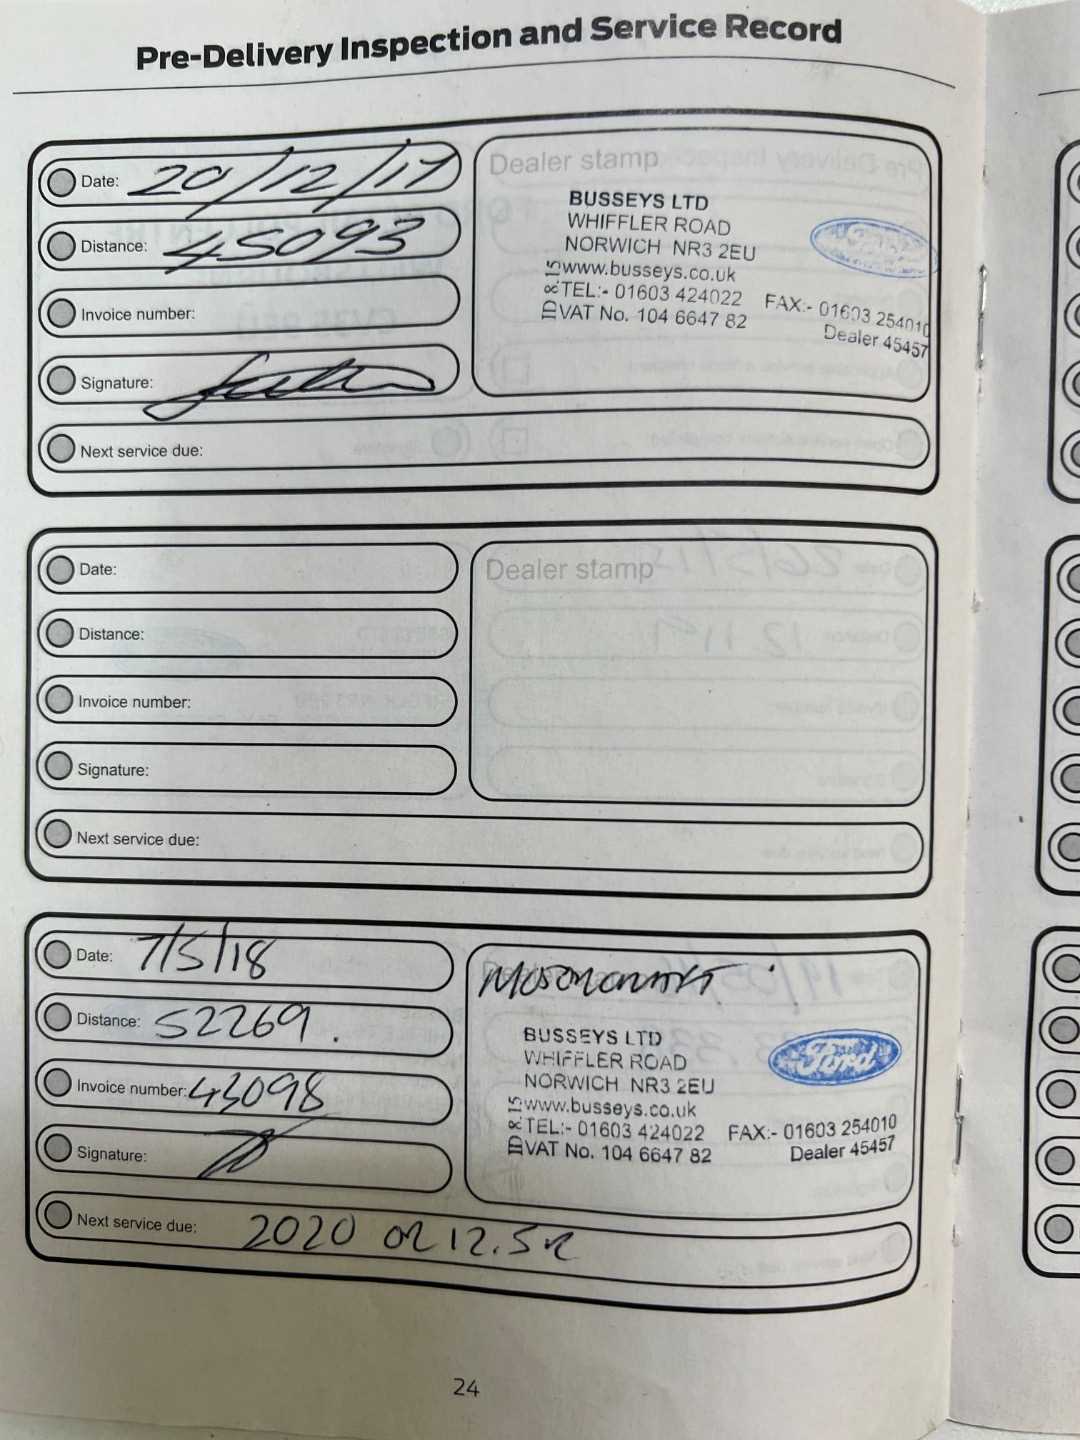 Pre-Delivery Inspection and Service Record
Date: 20/12/17
Distance: 45093
Invoice number:
Signature:
Next service due:
Dealer stamp
BUSSEYS LTD
WHIFFLER ROAD
NORWICH NR3 2EU
www.busseys.co.uk
TEL:- 01603 424022 FAX:- 01603 254010
VAT No. 104 6647 82 Dealer 45457
Date:
Distance:
Invoice number:
Signature:
Next service due:
Dealer stamp
Date: 7/5/18
Distance: 52269.
Invoice number: 43098
Signature:
Next service due: 2020 OR 12.5K
BUSSEYS LTD
WHIFFLER ROAD
NORWICH NR3 2EU
Ford
www.busseys.co.uk
TEL:- 01603 424022 FAX:- 01603 254010
VAT No. 104 6647 82 Dealer 45457
24